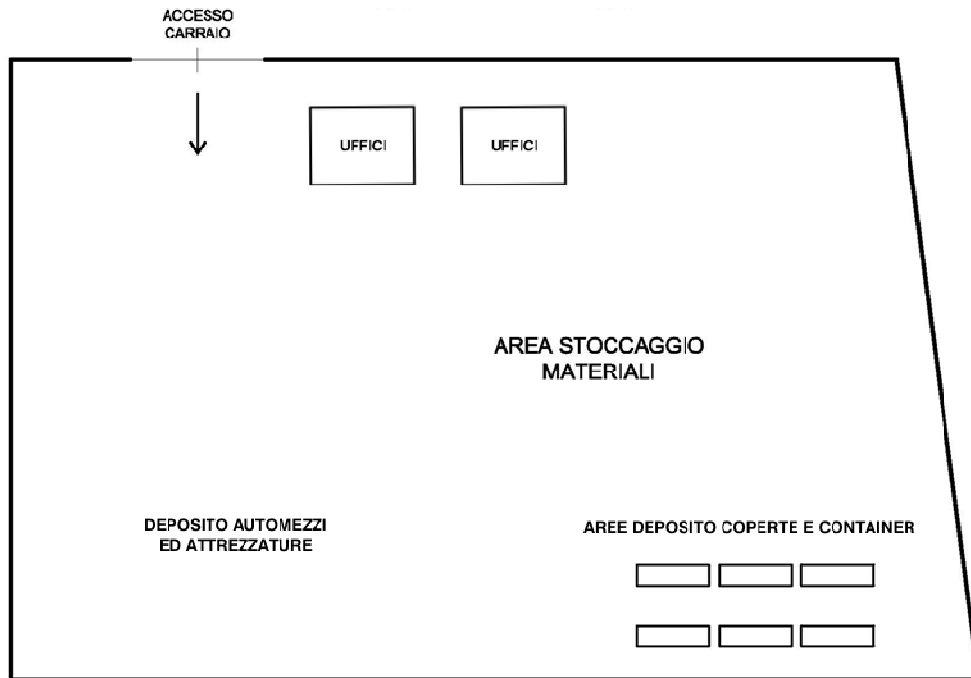 ACCESSO
CARRAIO
UFFICI
UFFICI
AREA STOCCAGGIO
MATERIALI
DEPOSITO AUTOMEZZI
ED ATTREZZATURE
AREE DEPOSITO COPERTE E CONTAINER